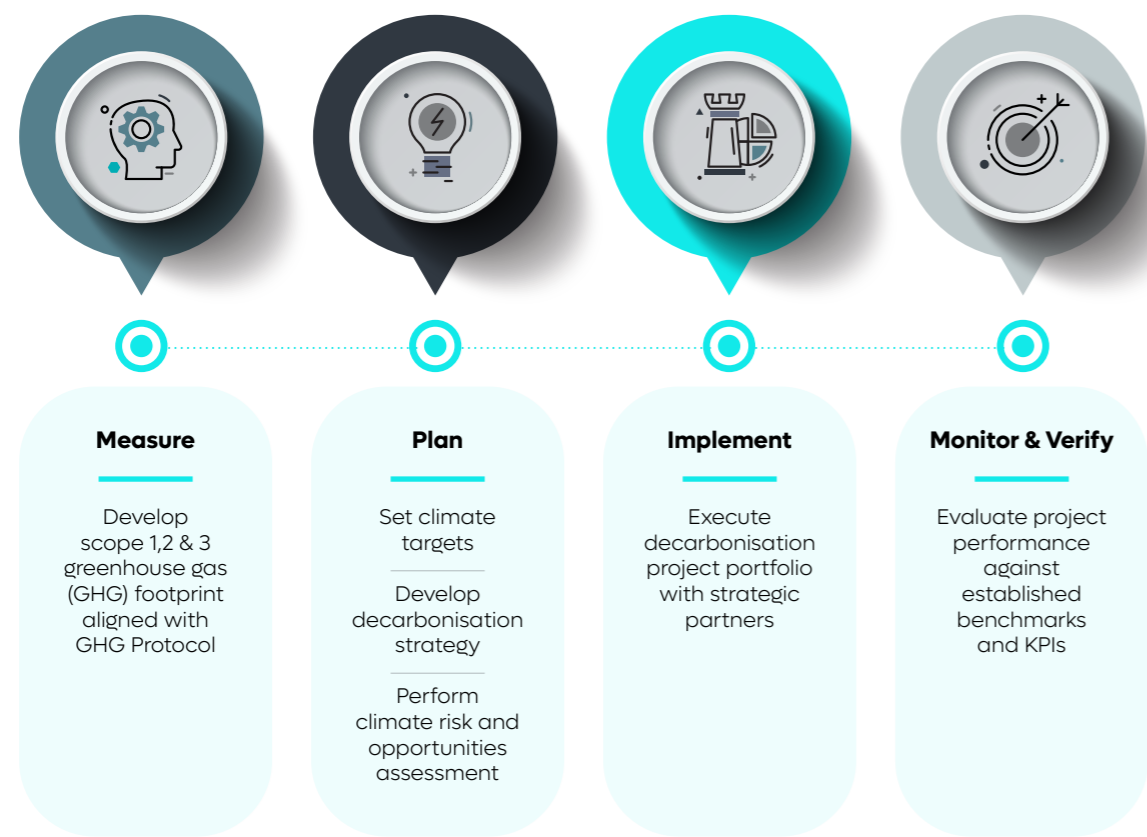 Measure
Develop
scope 1,2 & 3
greenhouse gas
(GHG) footprint
aligned with
GHG Protocol
Plan
Set climate
targets
Develop
decarbonisation
strategy
Perform
climate risk and
opportunities
assessment
Implement
Execute
decarbonisation
project portfolio
with strategic
partners
Monitor & Verify
Evaluate project
performance
against
established
benchmarks
and KPIs